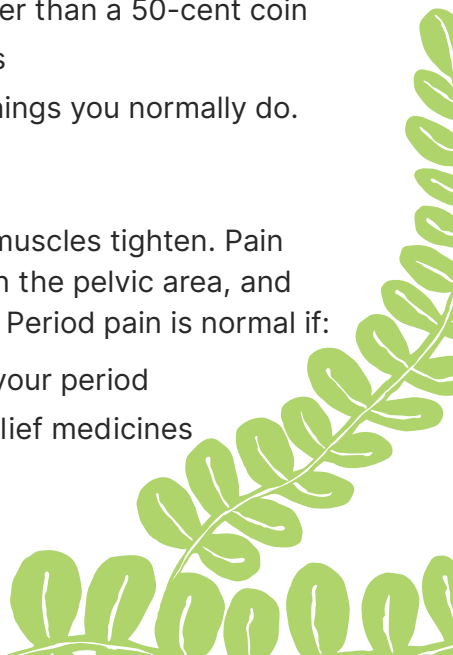 er than a 50-cent coin
s
ings you normally do.
muscles tighten. Pain
n the pelvic area, and
Period pain is normal if:
your period
lief medicines